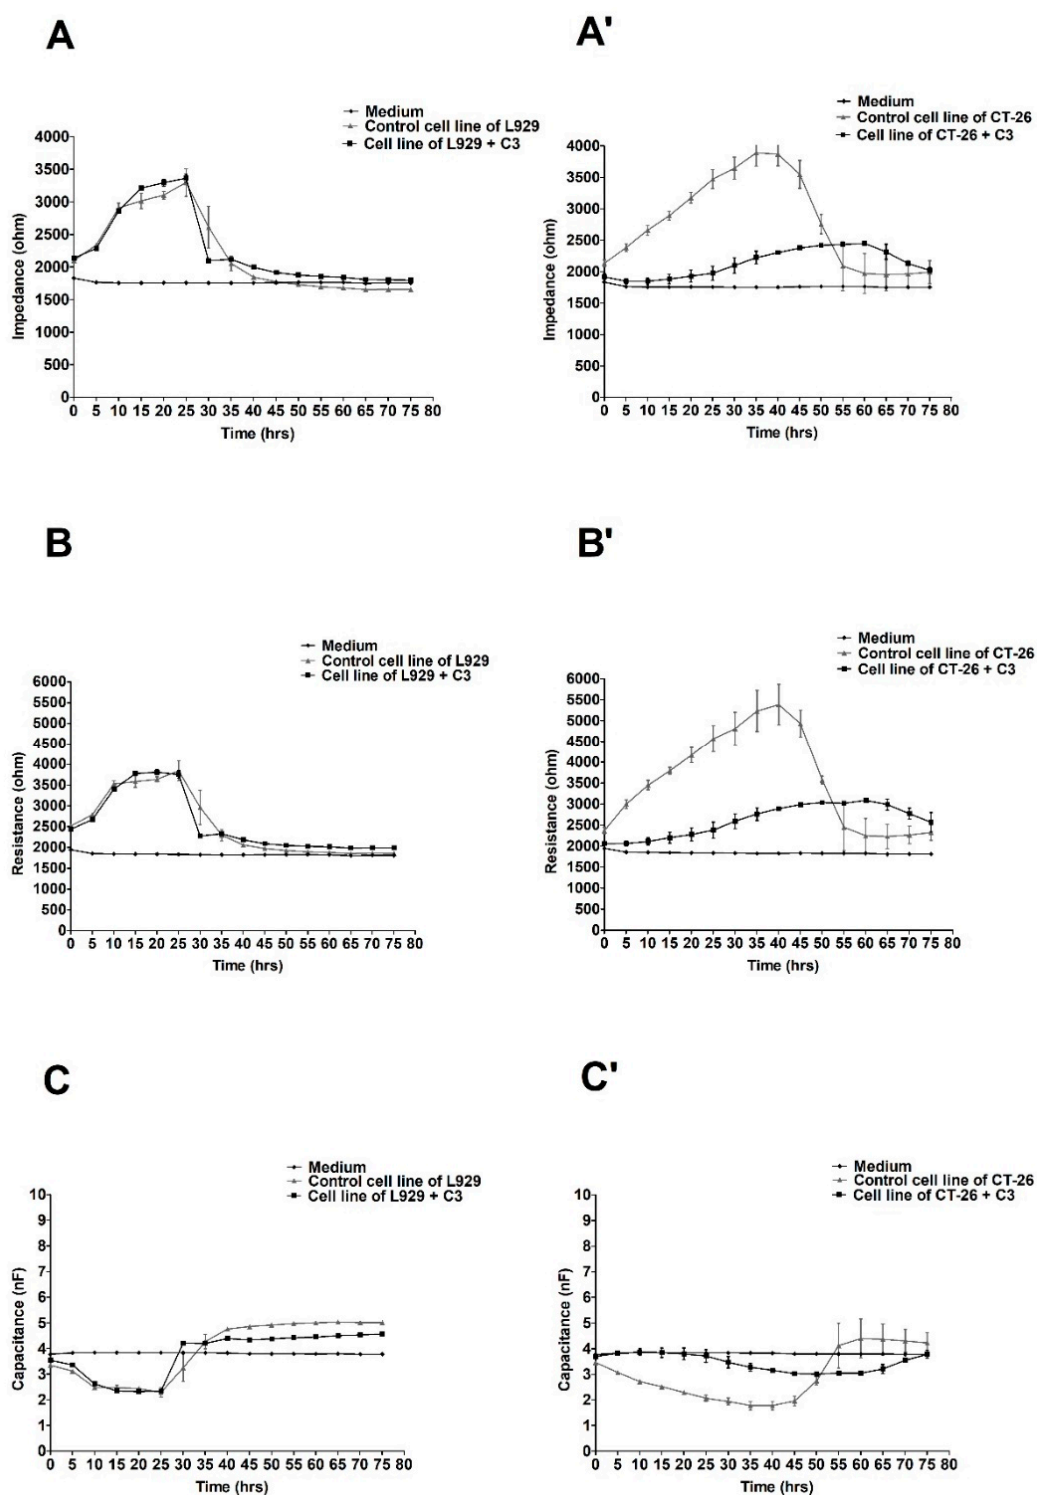 A
Medium
Control cell line of L929
Cell line of L929 + C3
4000
3500
3000
2500
2000
1500
1000
500
0
Impedance (ohm)
0 5 10 15 20 25 30 35 40 45 50 55 60 65 70 75 80
Time (hrs)
A'
Medium
Control cell line of CT-26
Cell line of CT-26 + C3
4000
3500
3000
2500
2000
1500
1000
500
0
Impedance (ohm)
0 5 10 15 20 25 30 35 40 45 50 55 60 65 70 75 80
Time (hrs)
B
Medium
Control cell line of L929
Cell line of L929 + C3
6000
5500
5000
4500
4000
3500
3000
2500
2000
1500
1000
500
0
Resistance (ohm)
0 5 10 15 20 25 30 35 40 45 50 55 60 65 70 75 80
Time (hrs)
B'
Medium
Control cell line of CT-26
Cell line of CT-26 + C3
6000
5500
5000
4500
4000
3500
3000
2500
2000
1500
1000
500
0
Resistance (ohm)
0 5 10 15 20 25 30 35 40 45 50 55 60 65 70 75 80
Time (hrs)
C
Medium
Control cell line of L929
Cell line of L929 + C3
10
9
8
7
6
5
4
3
2
1
0
Capacitance (nF)
0 5 10 15 20 25 30 35 40 45 50 55 60 65 70 75 80
Time (hrs)
C'
Medium
Control cell line of CT-26
Cell line of CT-26 + C3
10
9
8
7
6
5
4
3
2
1
0
Capacitance (nF)
0 5 10 15 20 25 30 35 40 45 50 55 60 65 70 75 80
Time (hrs)